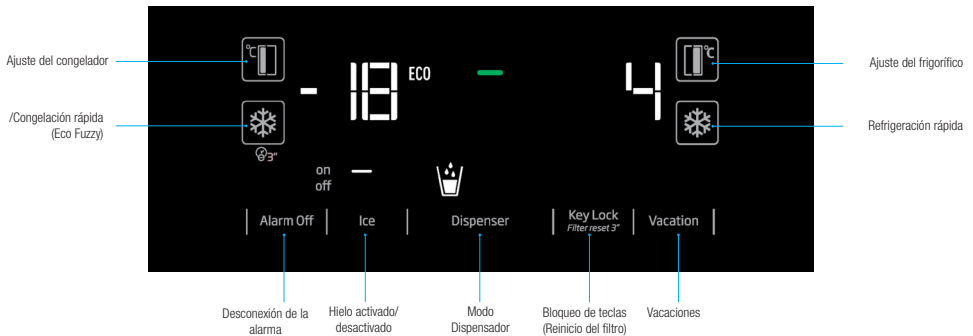 Ajuste del congelador
°C
-18
ECO
4
°C
Ajuste del frigorífico
/Congelación rápida
(Eco Fuzzy)
3"
Refrigeración rápida
on
off
Alarm Off
Ice
Dispenser
Key Lock
Filter reset 3"
Vacation
Desconexión de la
alarma
Hielo activado/
desactivado
Modo
Dispensador
Bloqueo de teclas
(Reinicio del filtro)
Vacaciones